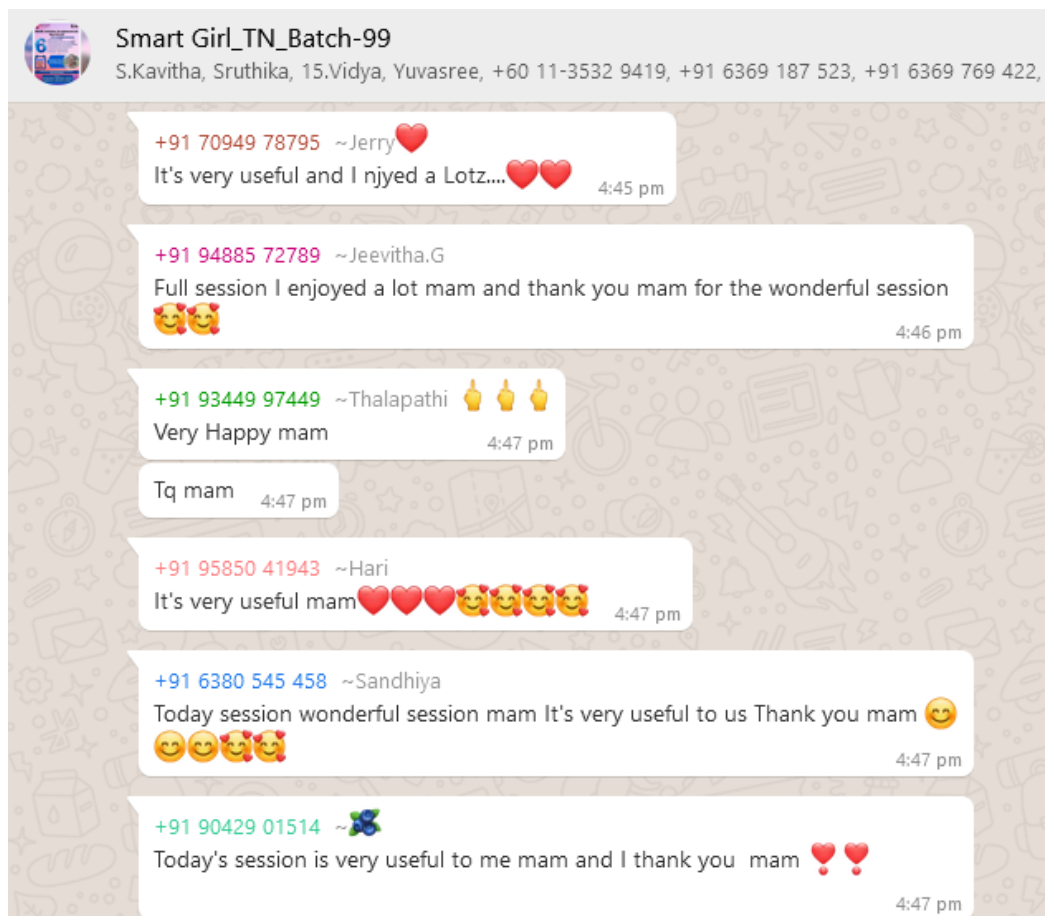 Smart Girl_TN_Batch-99
S.Kavitha, Sruthika, 15.Vidya, Yuvasree, +60 11-3532 9419, +91 6369 187 523, +91 6369 769 422,
+91 70949 78795 ~Jerry❤️
It's very useful and I njyed a Lotz....❤️❤️
4:45 pm
+91 94885 72789 ~Jeevitha.G
Full session I enjoyed a lot mam and thank you mam for the wonderful session
🥰🥰
4:46 pm
+91 93449 97449 ~Thalapathi 🖕🖕🖕
Very Happy mam
4:47 pm
Tq mam
4:47 pm
+91 95850 41943 ~Hari
It's very useful mam❤️❤️❤️🥰🥰🥰🥰
4:47 pm
+91 6380 545 458 ~Sandhiya
Today session wonderful session mam It's very useful to us Thank you mam 😊
😊😊🥰🥰
4:47 pm
+91 90429 01514 ~🫐
Today's session is very useful to me mam and I thank you  mam ❣️❣️
4:47 pm